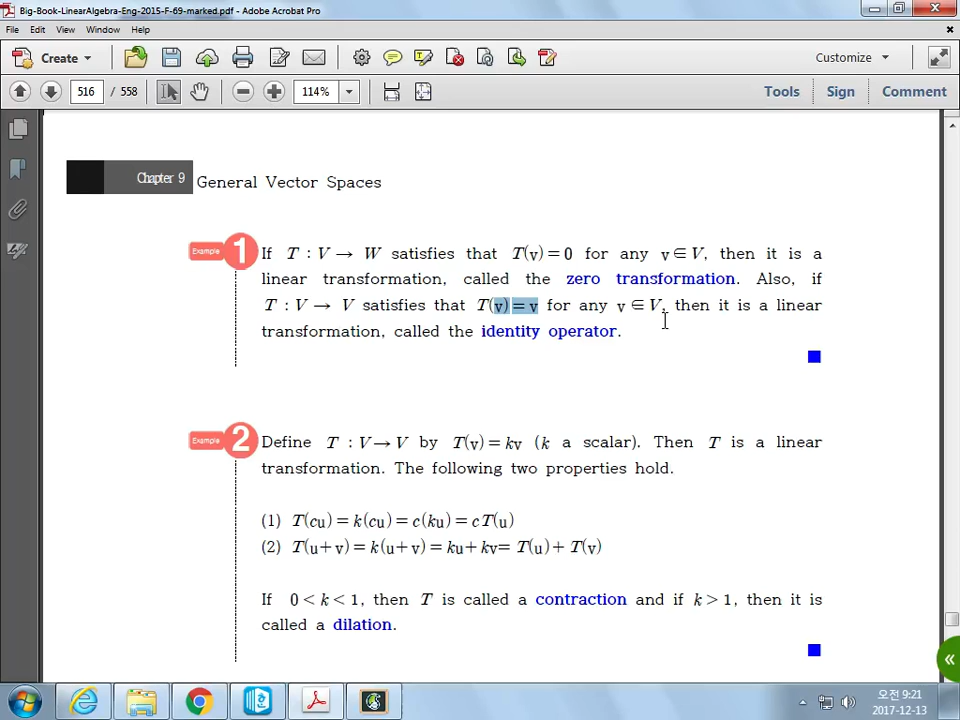 Big-Book-LinearAlgebra-Eng-2015-F-69-marked.pdf - Adobe Acrobat Pro
File Edit View Window Help
Create Customize
516 / 558 114% Tools Sign Comment
Chapter 9 General Vector Spaces
Example 1 If T : V → W satisfies that T(v) = 0 for any v ∈ V, then it is a
linear transformation, called the zero transformation. Also, if
T : V → V satisfies that T(v) = v for any v ∈ V, then it is a linear
transformation, called the identity operator.
Example 2 Define T : V → V by T(v) = kv (k a scalar). Then T is a linear
transformation. The following two properties hold.
(1) T(cu) = k(cu) = c(ku) = cT(u)
(2) T(u+v) = k(u+v) = ku+kv = T(u)+T(v)
If 0 < k < 1, then T is called a contraction and if k > 1, then it is
called a dilation.
오전 9:21
2017-12-13